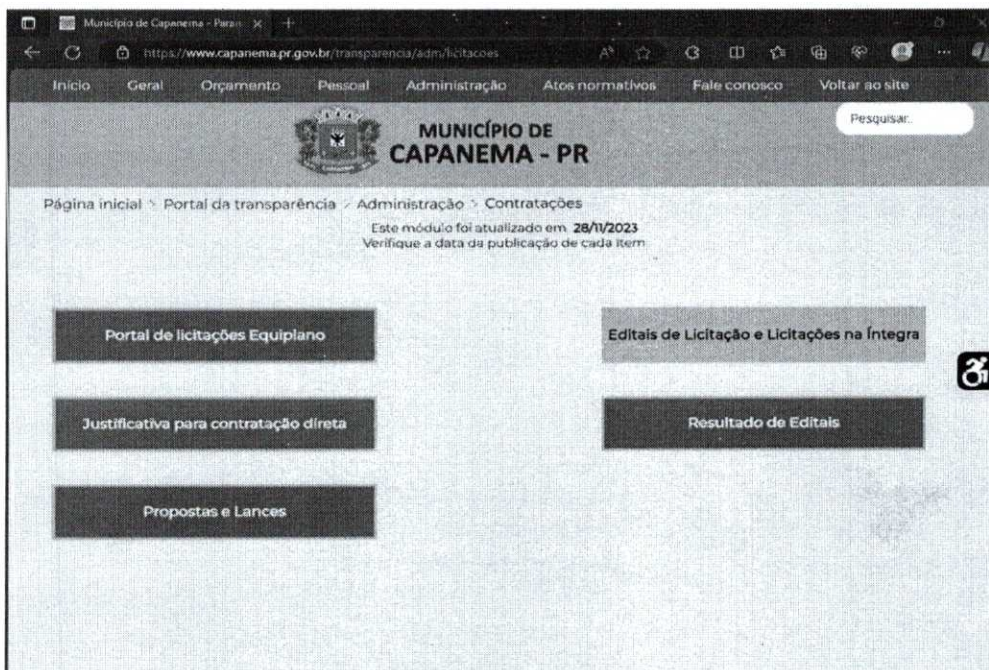 Município de Capanema - Paran
https://www.capanema.pr.gov.br/transparencia/adm/licitacoes
Início Geral Orçamento Pessoal Administração Atos normativos Fale conosco Voltar ao site
Pesquisar..
MUNICÍPIO DE
CAPANEMA - PR
Página inicial > Portal da transparência > Administração > Contratações
Este módulo foi atualizado em 28/11/2023
Verifique a data da publicação de cada item
Portal de licitações Equiplano
Editais de Licitação e Licitações na Íntegra
Justificativa para contratação direta
Resultado de Editais
Propostas e Lances